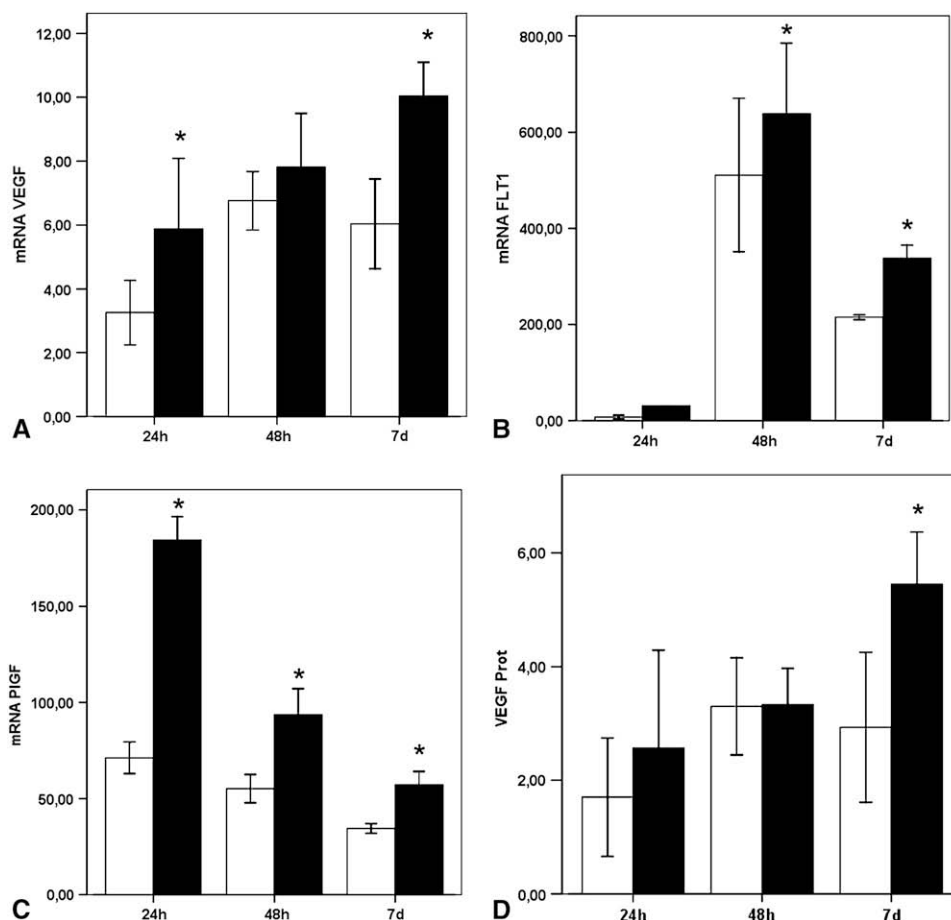 12,00
10,00
8,00
6,00
4,00
2,00
0,00
mRNA VEGF
*
*
24h
48h
7d
A
800,00
600,00
400,00
200,00
0,00
mRNA FLT1
*
*
24h
48h
7d
B
200,00
150,00
100,00
50,00
0,00
mRNA PIGF
*
*
*
24h
48h
7d
C
6,00
4,00
2,00
0,00
VEGF Prot
*
24h
48h
7d
D